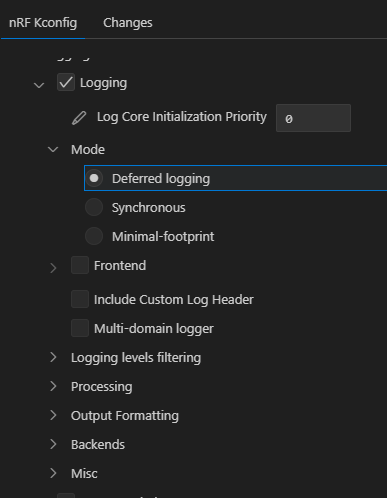 nRF Kconfig
Changes
Logging
Log Core Initialization Priority
0
Mode
Deferred logging
Synchronous
Minimal-footprint
Frontend
Include Custom Log Header
Multi-domain logger
Logging levels filtering
Processing
Output Formatting
Backends
Misc